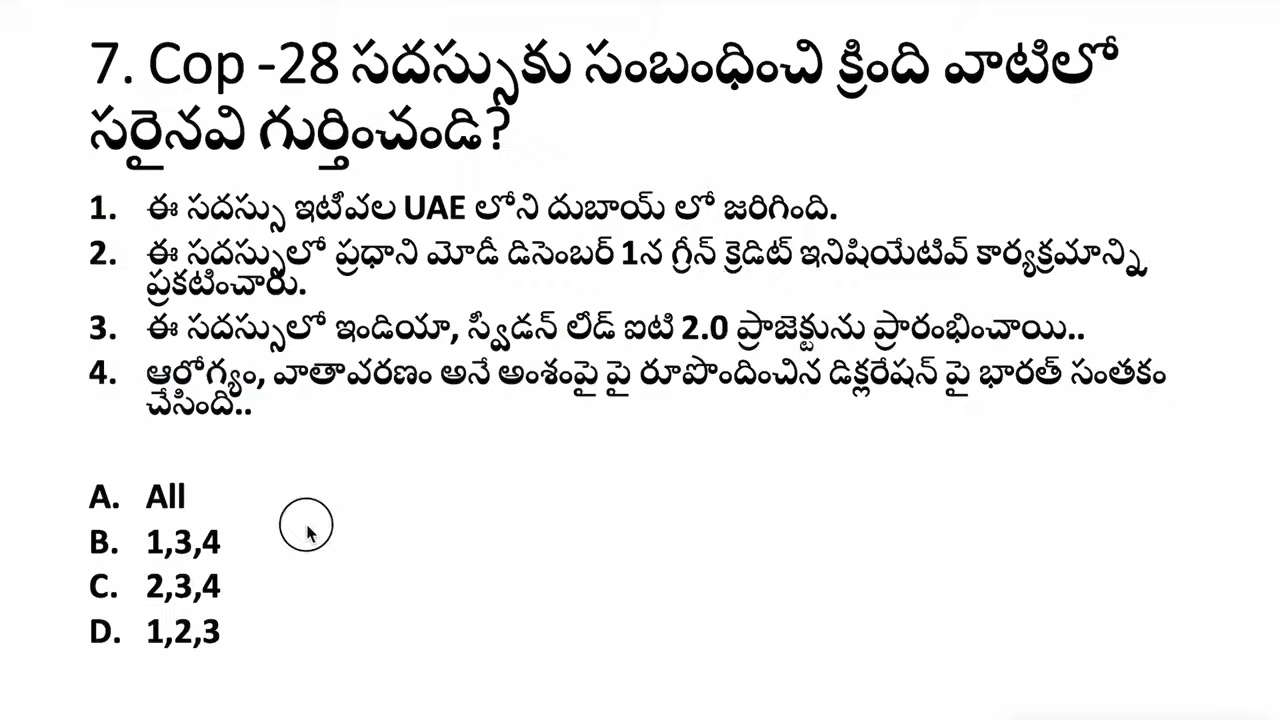 7. Cop -28 సదస్సుకు సంబంధించి క్రింది వాటిలో
సరైనవి గుర్తించండి?
1. ఈ సదస్సు ఇటీవల UAE లోని దుబాయ్ లో జరిగింది.
2. ఈ సదస్సులో ప్రధాని మోడీ డిసెంబర్ 1న గ్రీన్ క్రెడిట్ ఇనిషియేటివ్ కార్యక్రమాన్ని
ప్రకటించారు.
3. ఈ సదస్సులో ఇండియా, స్వీడన్ లీడ్ ఐటి 2.0 ప్రాజెక్టును ప్రారంభించాయి..
4. ఆరోగ్యం, వాతావరణం అనే అంశంపై పై రూపొందించిన డిక్లరేషన్ పై భారత్ సంతకం
చేసింది..
A. All
B. 1,3,4
C. 2,3,4
D. 1,2,3